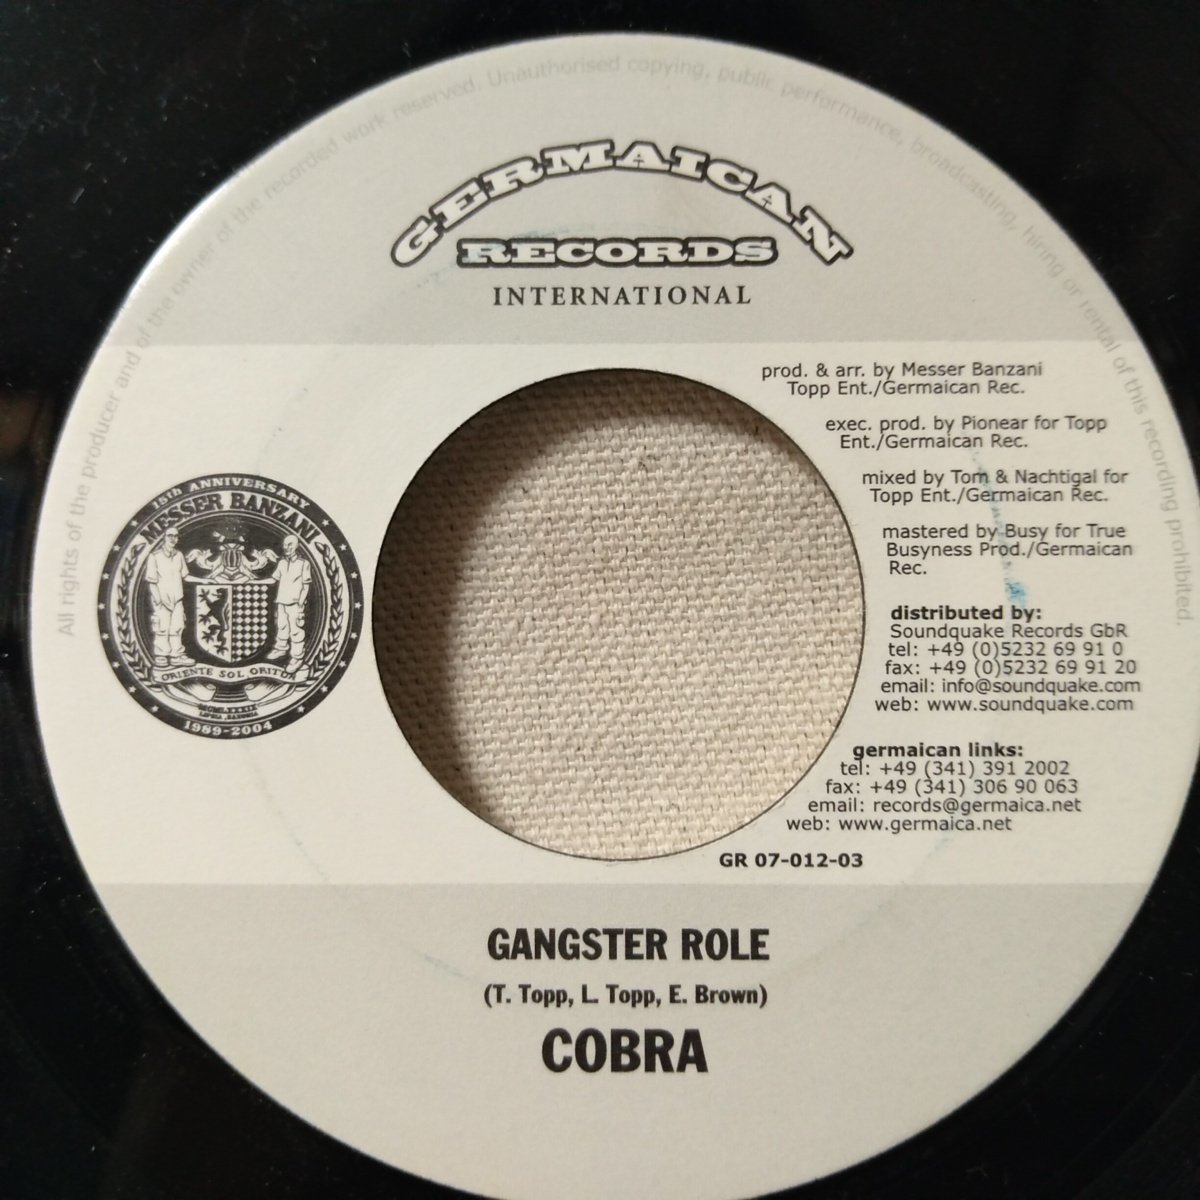 All rights of the producer and of the owner of the recorded work reserved. Unauthorised copying, public performance, broadcasting, hiring or rental of this recording prohibited.
GERMAICAN
RECORDS
INTERNATIONAL
prod. & arr. by Messer Banzani
Topp Ent./Germaican Rec.
exec. prod. by Pionear for Topp
Ent./Germaican Rec.
mixed by Tom & Nachtigal for
Topp Ent./Germaican Rec.
mastered by Busy for True
Busyness Prod./Germaican
Rec.
15th ANNIVERSARY
MESSER BANZANI
ORIENTE SOL ORITUR
1989-2004
distributed by:
Soundquake Records GbR
tel: +49 (0)5232 69 91 0
fax: +49 (0)5232 69 91 20
email: info@soundquake.com
web: www.soundquake.com
germaican links:
tel: +49 (341) 391 2002
fax: +49 (341) 306 90 063
email: records@germaica.net
web: www.germaica.net
GR 07-012-03
GANGSTER ROLE
(T. Topp, L. Topp, E. Brown)
COBRA